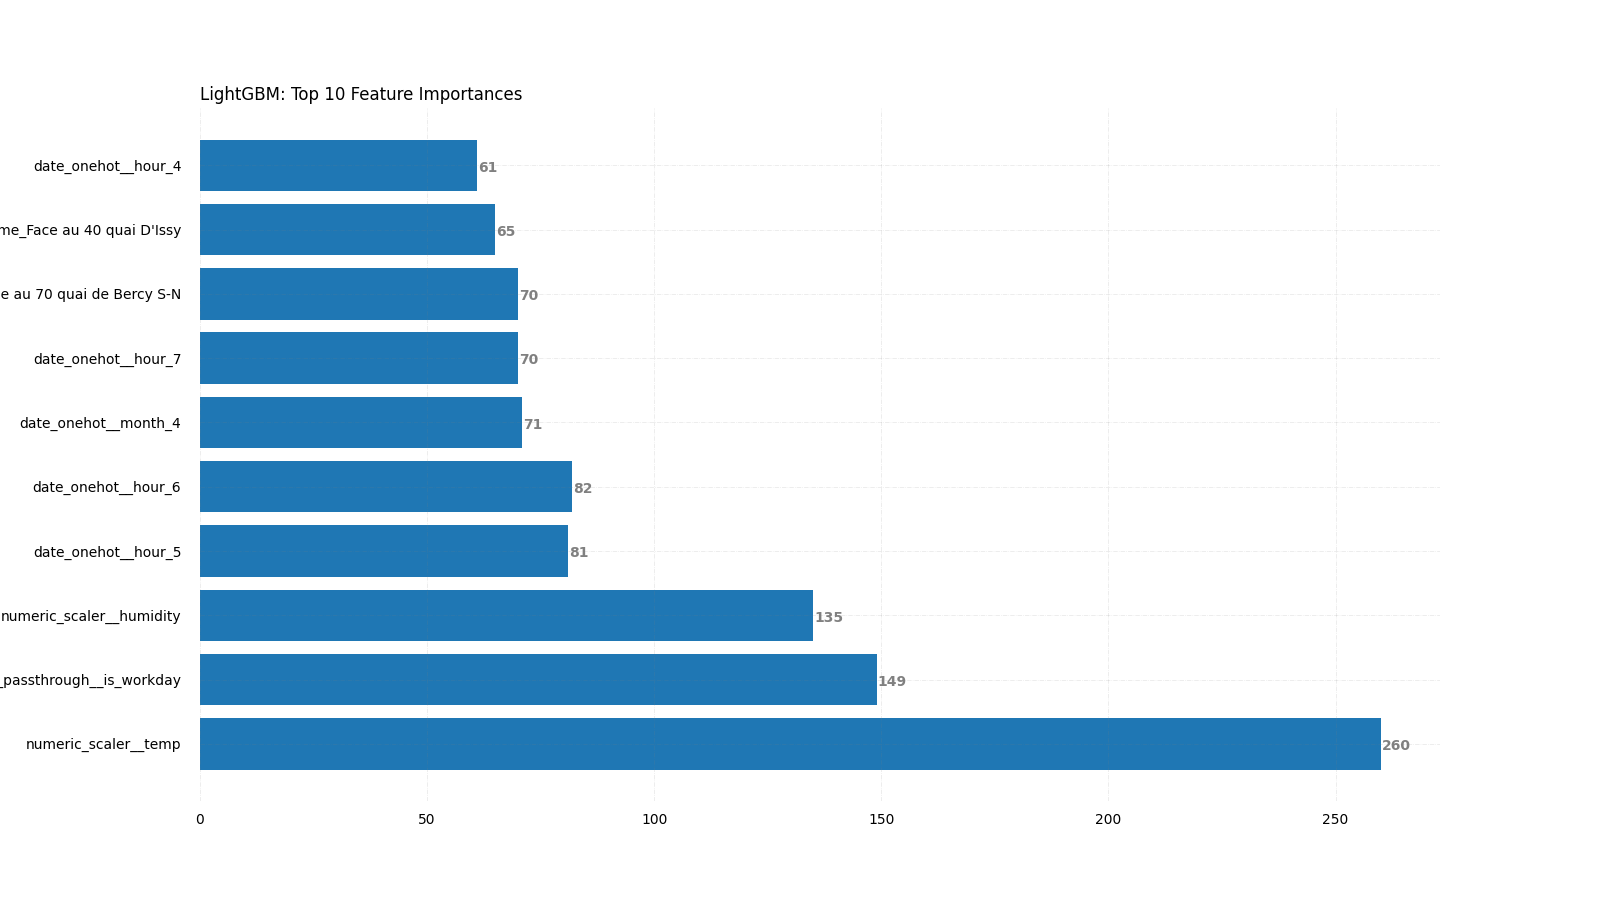 LightGBM: Top 10 Feature Importances
date_onehot__hour_4 61
me_Face au 40 quai D'Issy 65
e au 70 quai de Bercy S-N 70
date_onehot__hour_7 70
date_onehot__month_4 71
date_onehot__hour_6 82
date_onehot__hour_5 81
numeric_scaler__humidity 135
_passthrough__is_workday 149
numeric_scaler__temp 260
0 50 100 150 200 250